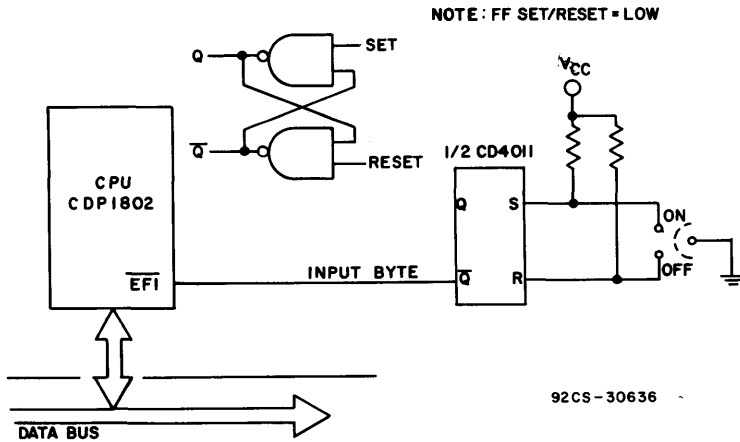 NOTE: FF SET/RESET = LOW
Q
SET
Q̅
RESET
VCC
1/2 CD4011
CPU
CDP1802
Q
S
ON
E̅F̅1̅
INPUT BYTE
Q̅
R
OFF
92CS-30636
DATA BUS